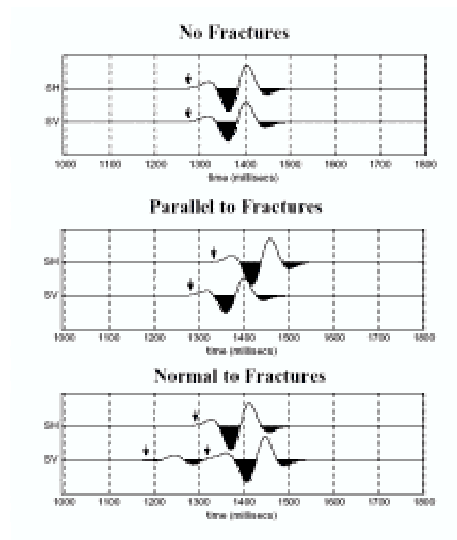 No Fractures
SH
SV
1000 1100 1200 1300 1400 1500 1600 1700 1800
time (millisecs)
Parallel to Fractures
SH
SV
1000 1100 1200 1300 1400 1500 1600 1700 1800
time (millisecs)
Normal to Fractures
SH
SV
1000 1100 1200 1300 1400 1500 1600 1700 1800
time (millisecs)